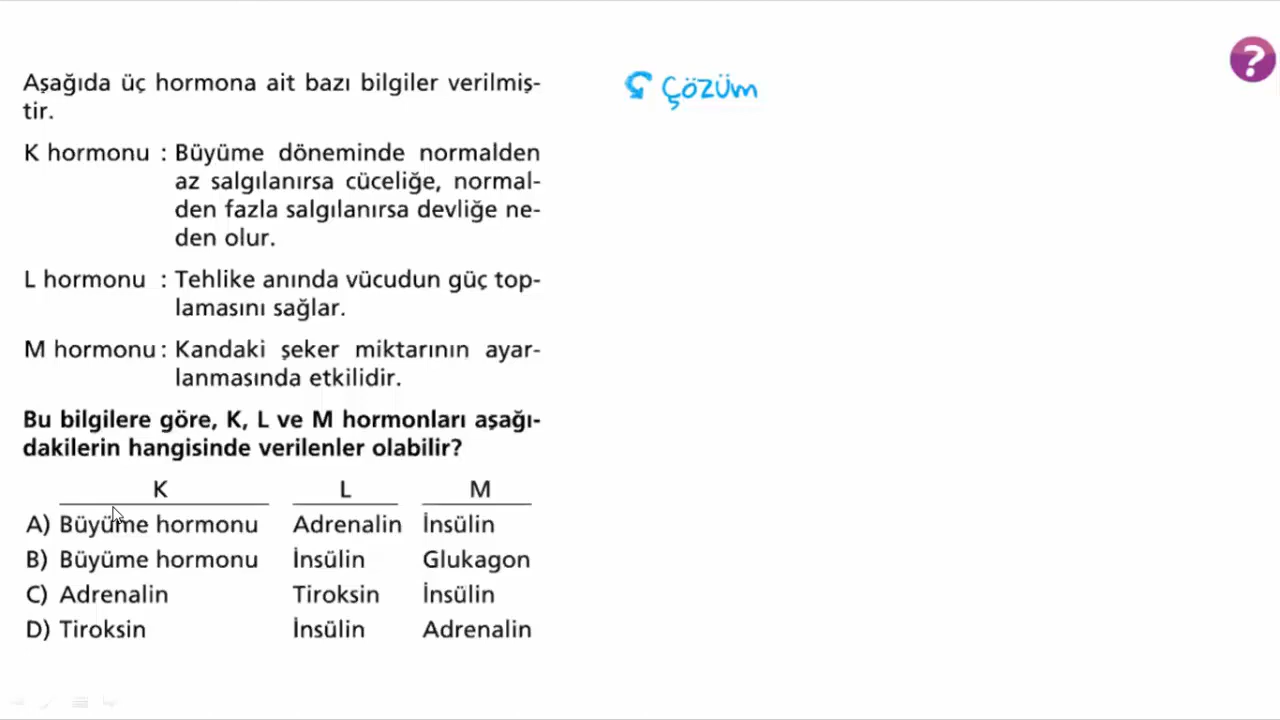 Aşağıda üç hormona ait bazı bilgiler verilmiş-
tir.
K hormonu : Büyüme döneminde normalden
az salgılanırsa cüceliğe, normal-
den fazla salgılanırsa devliğe ne-
den olur.
L hormonu : Tehlike anında vücudun güç top-
lamasını sağlar.
M hormonu : Kandaki şeker miktarının ayar-
lanmasında etkilidir.
Bu bilgilere göre, K, L ve M hormonları aşağı-
dakilerin hangisinde verilenler olabilir?
K L M
A) Büyüme hormonu Adrenalin İnsülin
B) Büyüme hormonu İnsülin Glukagon
C) Adrenalin Tiroksin İnsülin
D) Tiroksin İnsülin Adrenalin
Çözüm
?